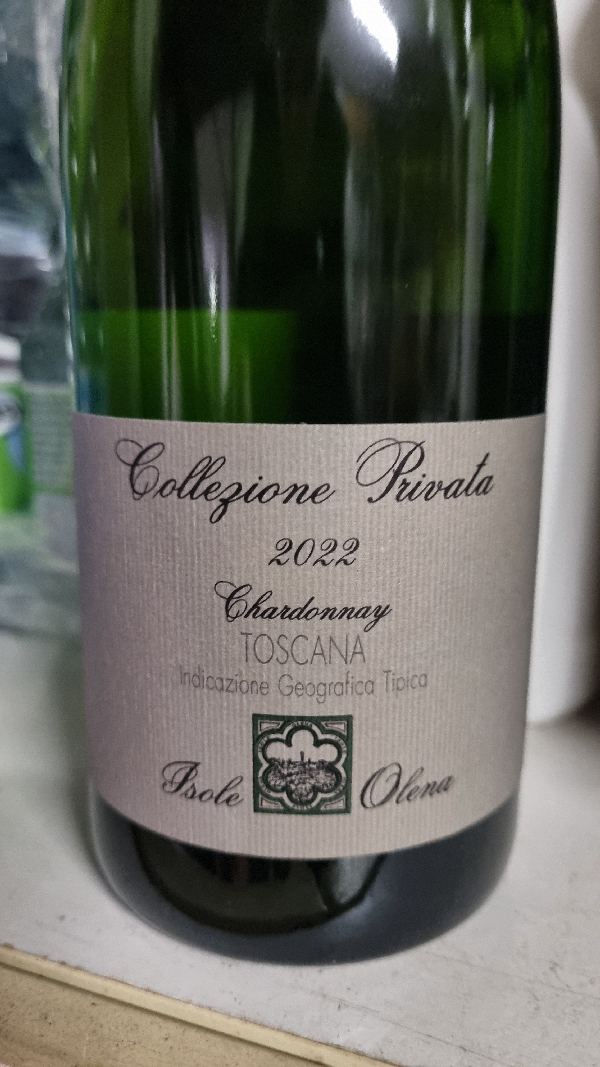 Collezione Privata
2022
Chardonnay
TOSCANA
Indicazione Geografica Tipica
Isole Olena